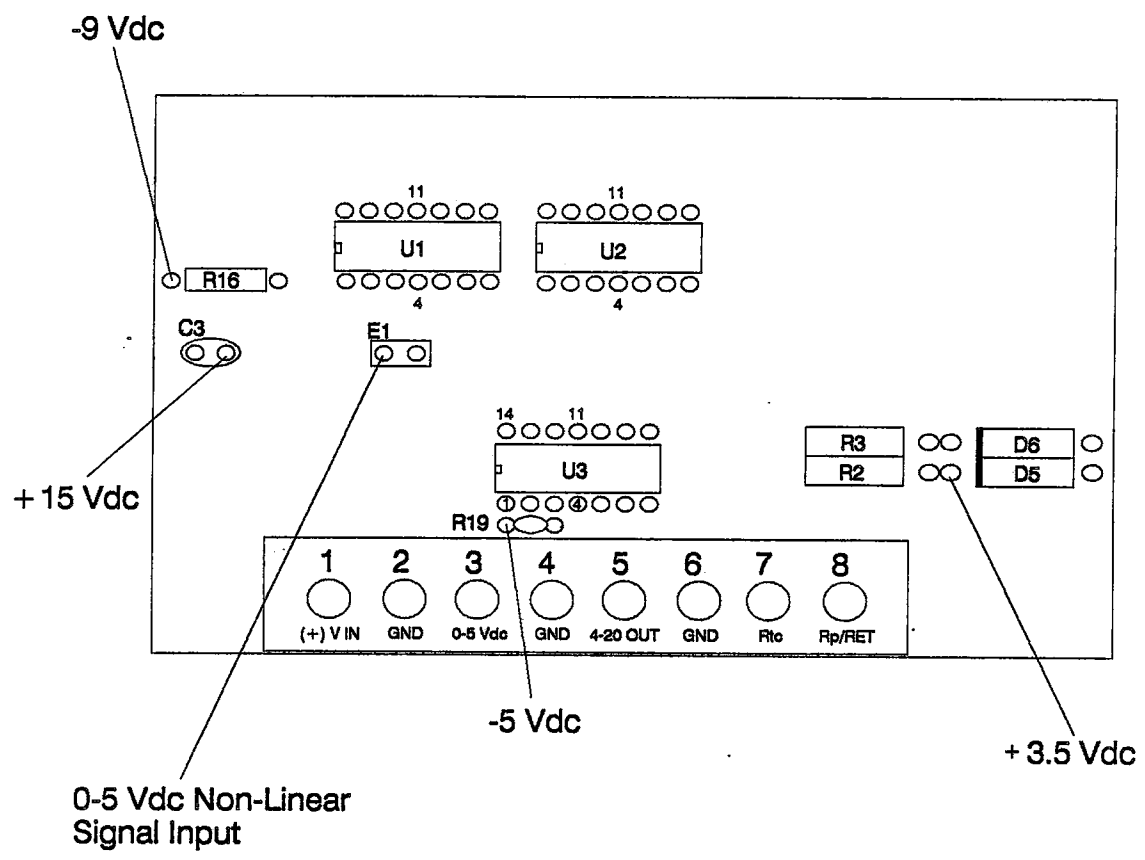 -9 Vdc
11
11
U1
U2
R16
4
4
C3
E1
14
11
R3
D6
U3
R2
D5
+15 Vdc
1
4
R19
1 2 3 4 5 6 7 8
(+) V IN GND 0-5 Vdc GND 4-20 OUT GND Rtc Rp/RET
-5 Vdc
+3.5 Vdc
0-5 Vdc Non-Linear
Signal Input